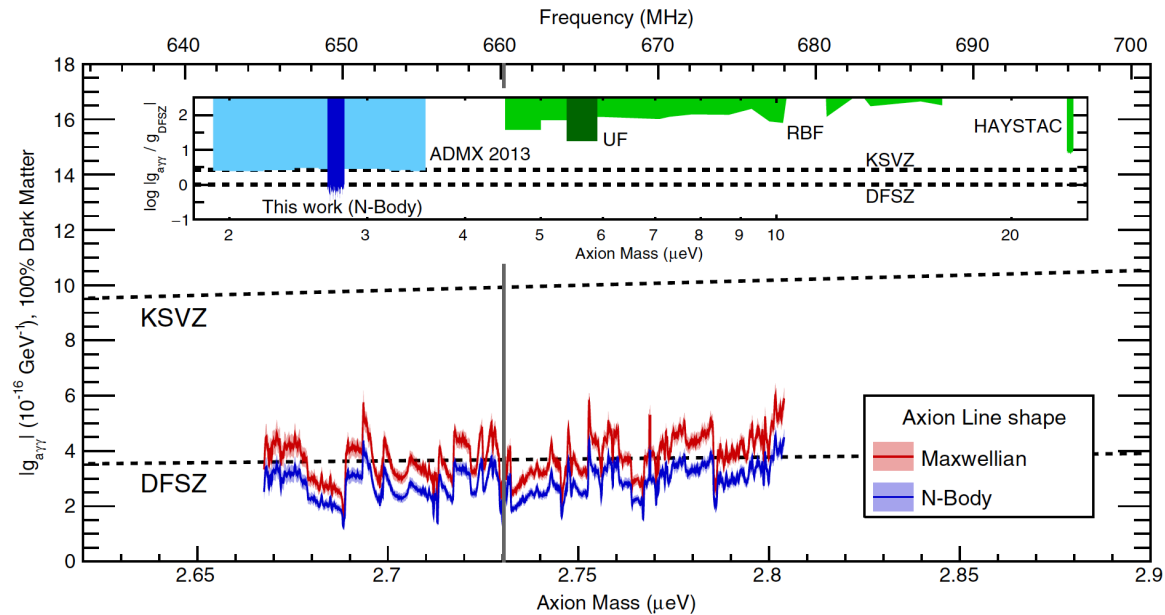 Frequency (MHz)
640 650 660 670 680 690 700
18
16
14
12
10
8
6
4
2
0
|g_aγγ| (10⁻¹⁶ GeV⁻¹), 100% Dark Matter
log |g_aγγ / g_DFSZ|
2
1
0
−1
ADMX 2013
UF
RBF
HAYSTAC
KSVZ
DFSZ
This work (N-Body)
2 3 4 5 6 7 8 9 10 20
Axion Mass (μeV)
KSVZ
DFSZ
Axion Line shape
Maxwellian
N-Body
2.65 2.7 2.75 2.8 2.85 2.9
Axion Mass (μeV)